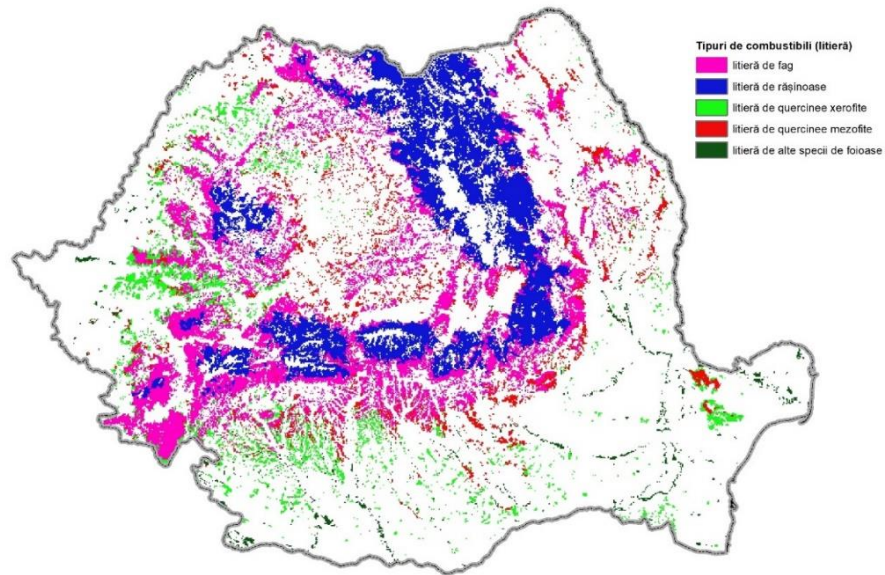 Tipuri de combustibili (litieră)
litieră de fag
litieră de rășinoase
litieră de quercinee xerofite
litieră de quercinee mezofite
litieră de alte specii de foioase